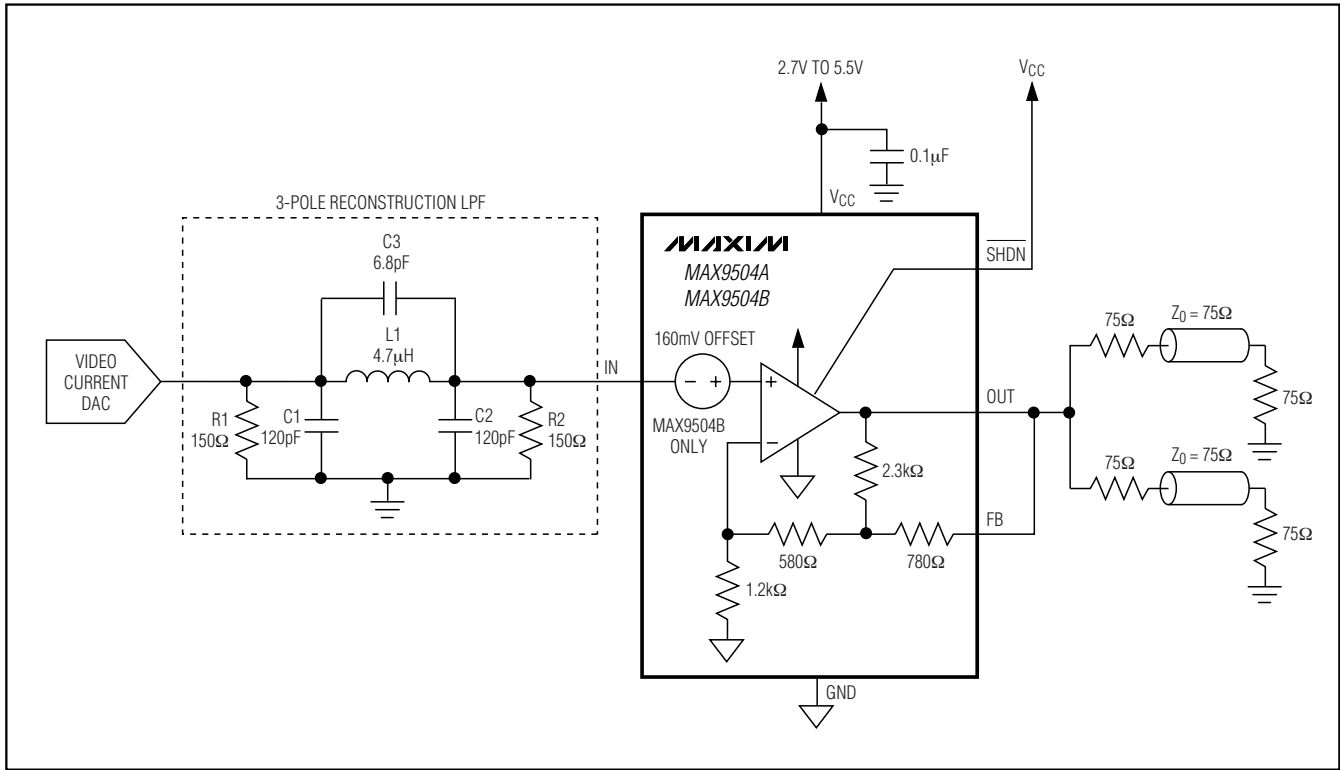 2.7V TO 5.5V
VCC
0.1µF
VCC
3-POLE RECONSTRUCTION LPF
MAXIM
MAX9504A
MAX9504B
SHDN
C3
6.8pF
L1
4.7µH
VIDEO
CURRENT
DAC
R1
150Ω
C1
120pF
C2
120pF
R2
150Ω
IN
160mV OFFSET
- +
MAX9504B
ONLY
+
-
OUT
2.3kΩ
580Ω
780Ω
FB
1.2kΩ
GND
75Ω
Z0 = 75Ω
75Ω
75Ω
Z0 = 75Ω
75Ω